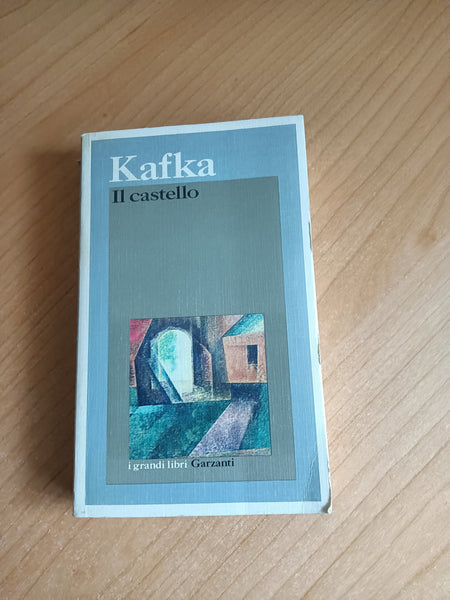 Kafka
Il castello
i grandi libri Garzanti